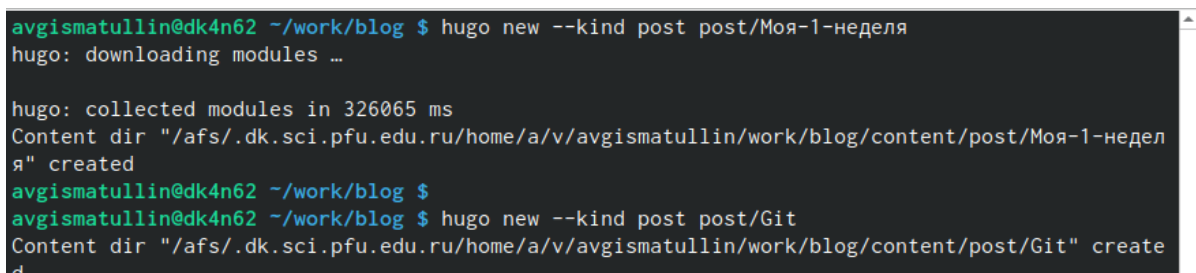 avgismatullin@dk4n62 ~/work/blog $ hugo new --kind post post/Моя-1-неделя
hugo: downloading modules …
hugo: collected modules in 326065 ms
Content dir "/afs/.dk.sci.pfu.edu.ru/home/a/v/avgismatullin/work/blog/content/post/Моя-1-недел
я" created
avgismatullin@dk4n62 ~/work/blog $
avgismatullin@dk4n62 ~/work/blog $ hugo new --kind post post/Git
Content dir "/afs/.dk.sci.pfu.edu.ru/home/a/v/avgismatullin/work/blog/content/post/Git" create
d